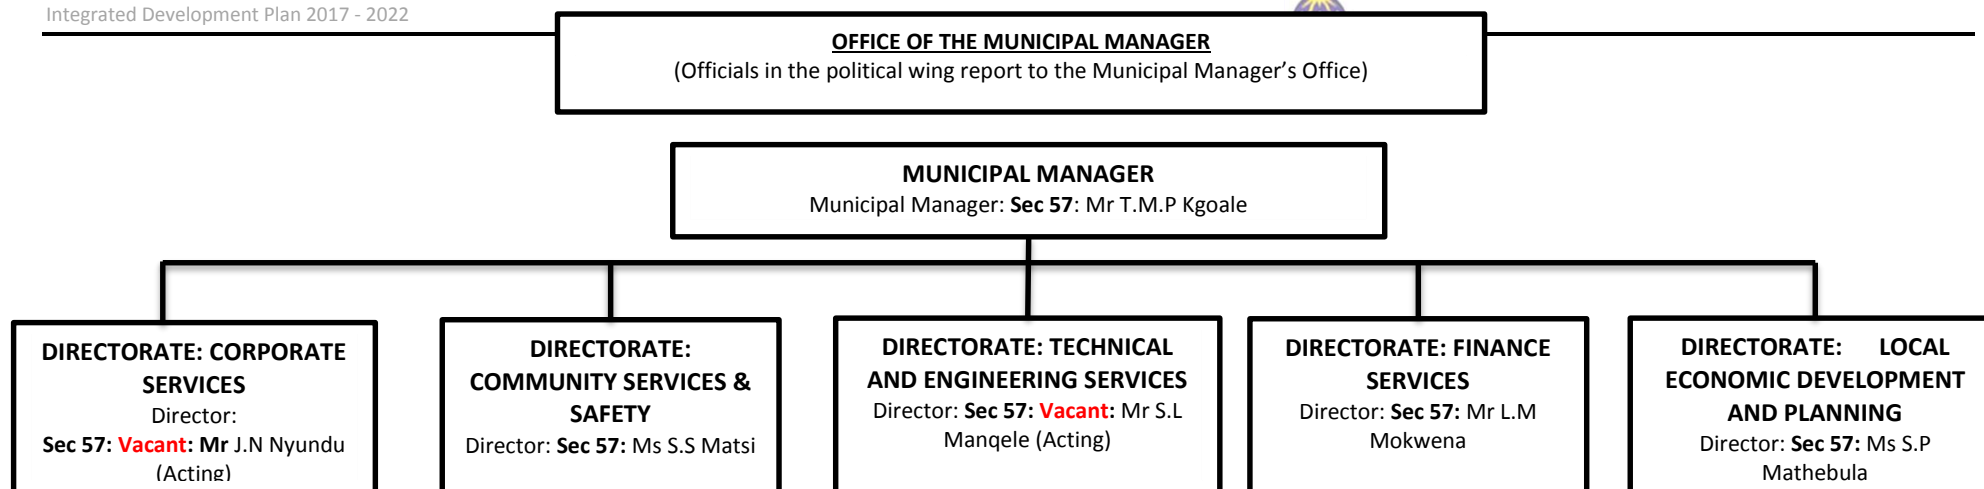 Integrated Development Plan 2017 - 2022
OFFICE OF THE MUNICIPAL MANAGER
(Officials in the political wing report to the Municipal Manager’s Office)
MUNICIPAL MANAGER
Municipal Manager: Sec 57: Mr T.M.P Kgoale
DIRECTORATE: CORPORATE
SERVICES
Director:
Sec 57: Vacant: Mr J.N Nyundu
(Acting)
DIRECTORATE:
COMMUNITY SERVICES &
SAFETY
Director: Sec 57: Ms S.S Matsi
DIRECTORATE: TECHNICAL
AND ENGINEERING SERVICES
Director: Sec 57: Vacant: Mr S.L
Manqele (Acting)
DIRECTORATE: FINANCE
SERVICES
Director: Sec 57: Mr L.M
Mokwena
DIRECTORATE: LOCAL
ECONOMIC DEVELOPMENT
AND PLANNING
Director: Sec 57: Ms S.P
Mathebula